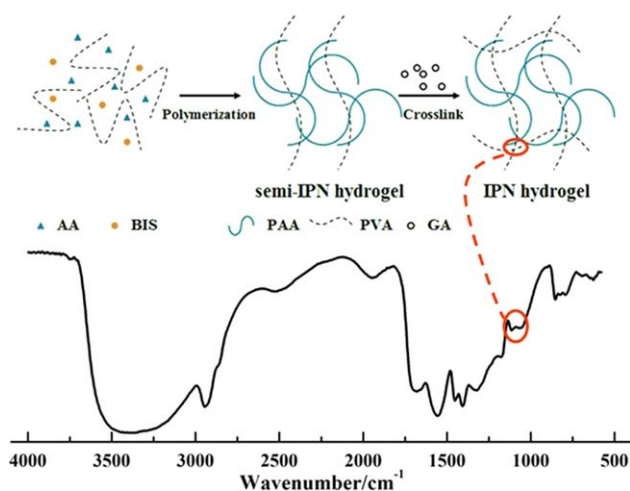 Polymerization
Crosslink
semi-IPN hydrogel
IPN hydrogel
AA
BIS
PAA
PVA
GA
4000 3500 3000 2500 2000 1500 1000 500
Wavenumber/cm-1